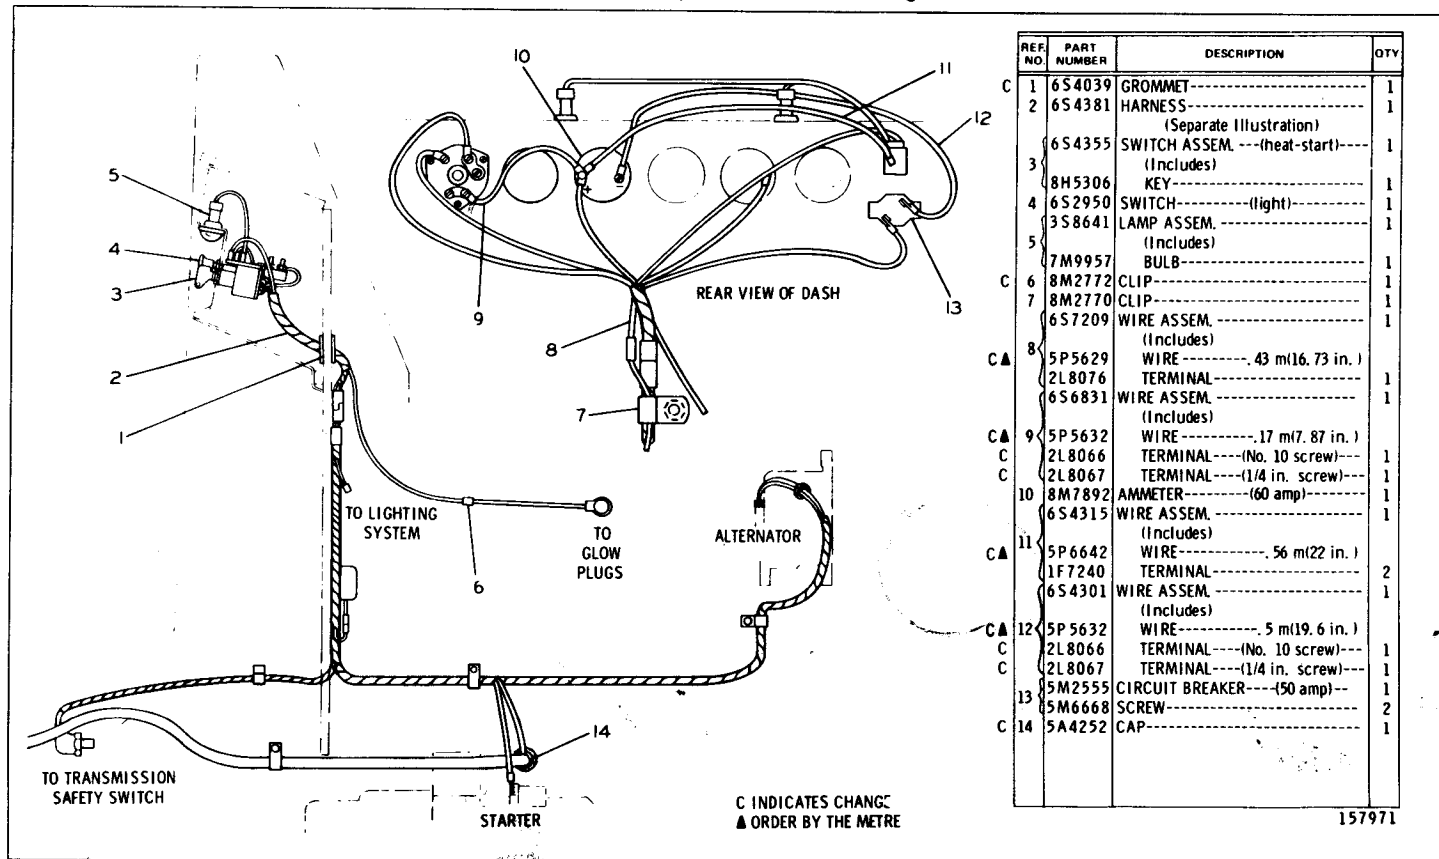 10
11
12
5
4
3
2
1
9
8
7
13
REAR VIEW OF DASH
TO LIGHTING
SYSTEM
TO
GLOW
PLUGS
6
ALTERNATOR
14
TO TRANSMISSION
SAFETY SWITCH
STARTER
C INDICATES CHANGE
▲ ORDER BY THE METRE
REF. NO. PART NUMBER DESCRIPTION QTY
C 1 6S4039 GROMMET 1
2 6S4381 HARNESS 1
(Separate Illustration)
6S4355 SWITCH ASSEM. ---(heat-start)---- 1
3 (Includes)
8H5306 KEY 1
4 6S2950 SWITCH---------(light)---------- 1
3S8641 LAMP ASSEM. 1
5 (Includes)
7M9957 BULB 1
C 6 8M2772 CLIP 1
7 8M2770 CLIP 1
6S7209 WIRE ASSEM. 1
8 (Includes)
C▲ 5P5629 WIRE ---------. 43 m(16. 73 in. )
2L8076 TERMINAL 1
6S6831 WIRE ASSEM. 1
(Includes)
C▲ 9 5P5632 WIRE ----------. 17 m(7. 87 in. )
C 2L8066 TERMINAL----(No. 10 screw)--- 1
C 2L8067 TERMINAL----(1/4 in. screw)--- 1
10 8M7892 AMMETER---------(60 amp)-------- 1
6S4315 WIRE ASSEM. 1
11 (Includes)
C▲ 5P6642 WIRE------------. 56 m(22 in. )
1F7240 TERMINAL 2
6S4301 WIRE ASSEM. 1
(Includes)
C▲ 12 5P5632 WIRE-----------. 5 m(19. 6 in. )
C 2L8066 TERMINAL----(No. 10 screw)--- 1
C 2L8067 TERMINAL----(1/4 in. screw)--- 1
13 5M2555 CIRCUIT BREAKER----(50 amp)-- 1
5M6668 SCREW 2
C 14 5A4252 CAP 1
157971